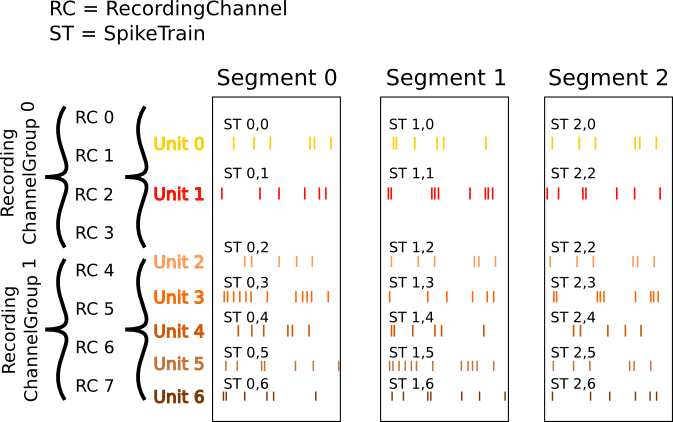 RC = RecordingChannel
ST = SpikeTrain
Segment 0
Segment 1
Segment 2
Recording
ChannelGroup 0
RC 0
RC 1
RC 2
RC 3
Unit 0
Unit 1
ST 0,0
ST 1,0
ST 2,0
ST 0,1
ST 1,1
ST 2,2
Recording
ChannelGroup 1
RC 4
RC 5
RC 6
RC 7
Unit 2
Unit 3
Unit 4
Unit 5
Unit 6
ST 0,2
ST 1,2
ST 2,2
ST 0,3
ST 1,3
ST 2,3
ST 0,4
ST 1,4
ST 2,4
ST 0,5
ST 1,5
ST 2,5
ST 0,6
ST 1,6
ST 2,6